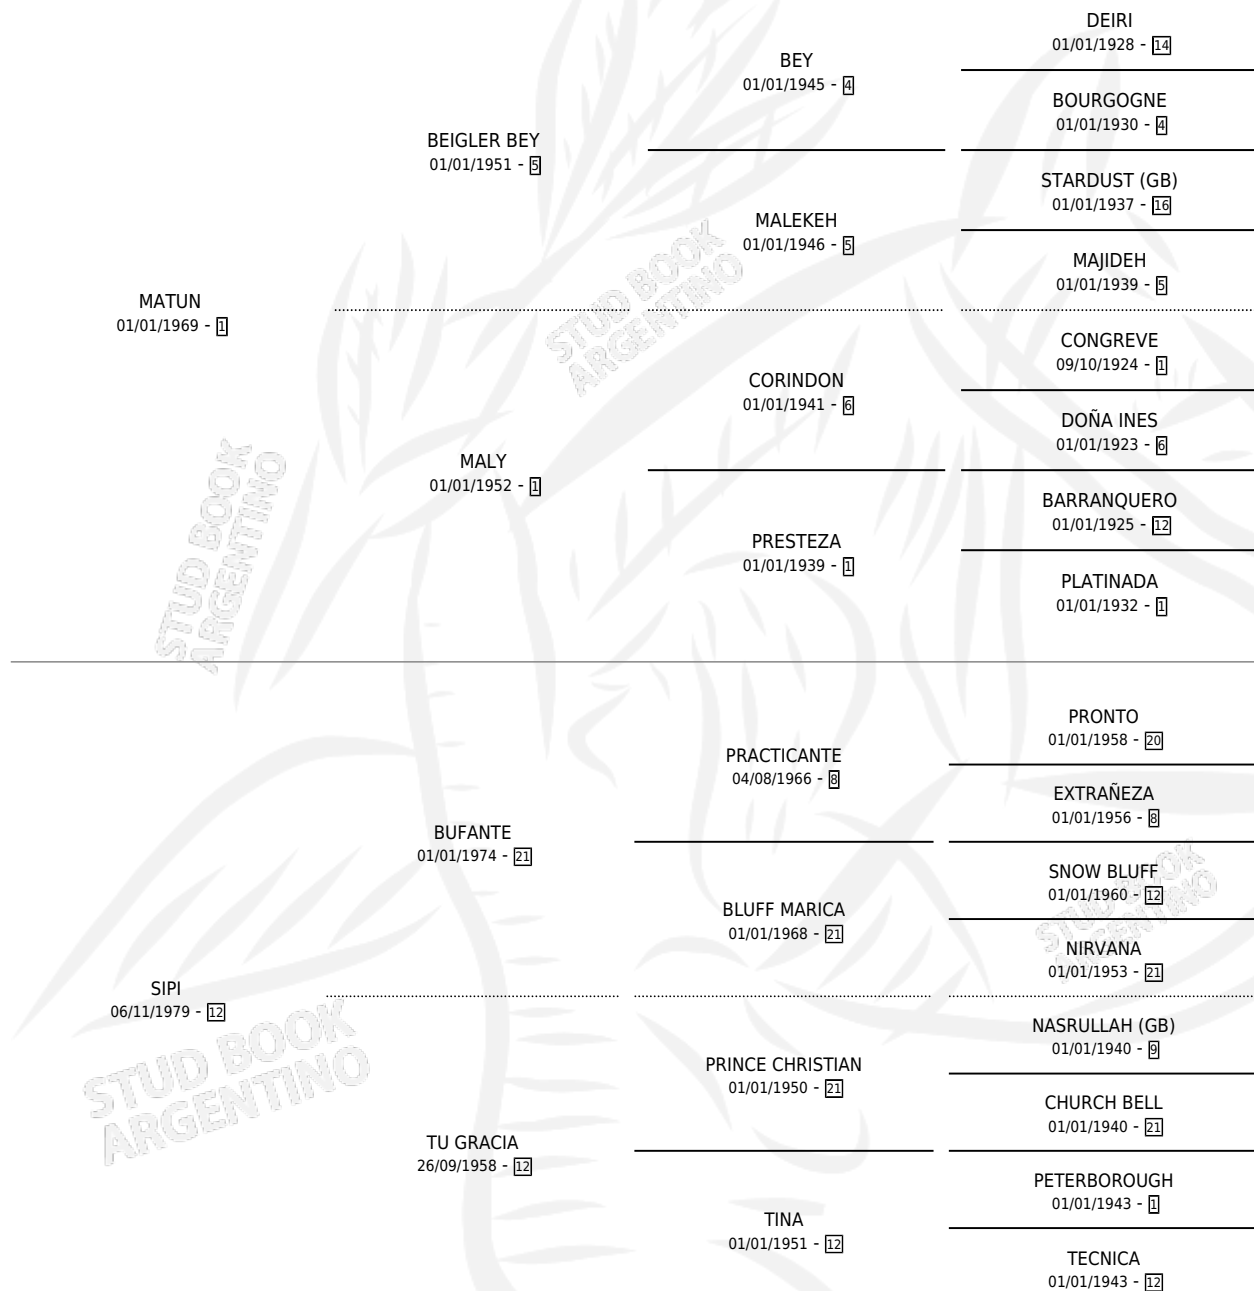 DEIRI
01/01/1928 - 14
BEY
01/01/1945 - 4
BOURGOGNE
01/01/1930 - 4
BEIGLER BEY
01/01/1951 - 5
STARDUST (GB)
01/01/1937 - 16
MALEKEH
01/01/1946 - 5
MAJIDEH
01/01/1939 - 5
MATUN
01/01/1969 - 1
CONGREVE
09/10/1924 - 1
CORINDON
01/01/1941 - 6
DOÑA INES
01/01/1923 - 6
MALY
01/01/1952 - 1
BARRANQUERO
01/01/1925 - 12
PRESTEZA
01/01/1939 - 1
PLATINADA
01/01/1932 - 1
PRONTO
01/01/1958 - 20
PRACTICANTE
04/08/1966 - 8
EXTRAÑEZA
01/01/1956 - 8
BUFANTE
01/01/1974 - 21
SNOW BLUFF
01/01/1960 - 12
BLUFF MARICA
01/01/1968 - 21
NIRVANA
01/01/1953 - 21
SIPI
06/11/1979 - 12
NASRULLAH (GB)
01/01/1940 - 9
PRINCE CHRISTIAN
01/01/1950 - 21
CHURCH BELL
01/01/1940 - 21
TU GRACIA
26/09/1958 - 12
PETERBOROUGH
01/01/1943 - 1
TINA
01/01/1951 - 12
TECNICA
01/01/1943 - 12
STUD BOOK
ARGENTINO
STUD BOOK
ARGENTINO
STUD BOOK
ARGENTINO
STUD BOOK
ARGENTINO